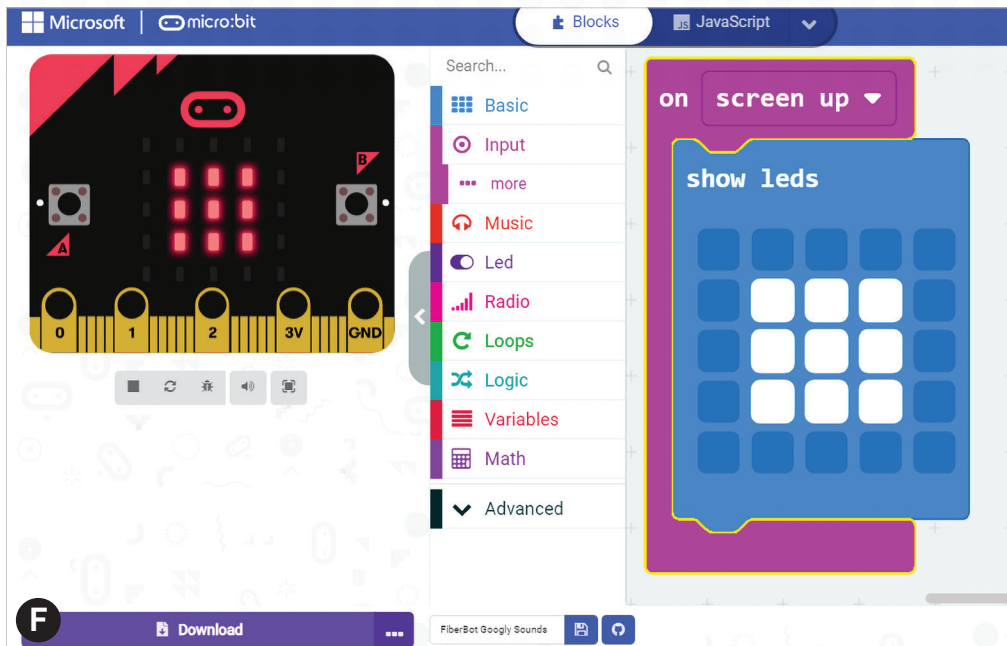 Microsoft micro:bit Blocks JS JavaScript
Search...
Basic
Input
more
Music
Led
Radio
Loops
Logic
Variables
Math
Advanced
on screen up
show leds
A
B
0 1 2 3V GND
F
Download
FiberBot Googly Sounds